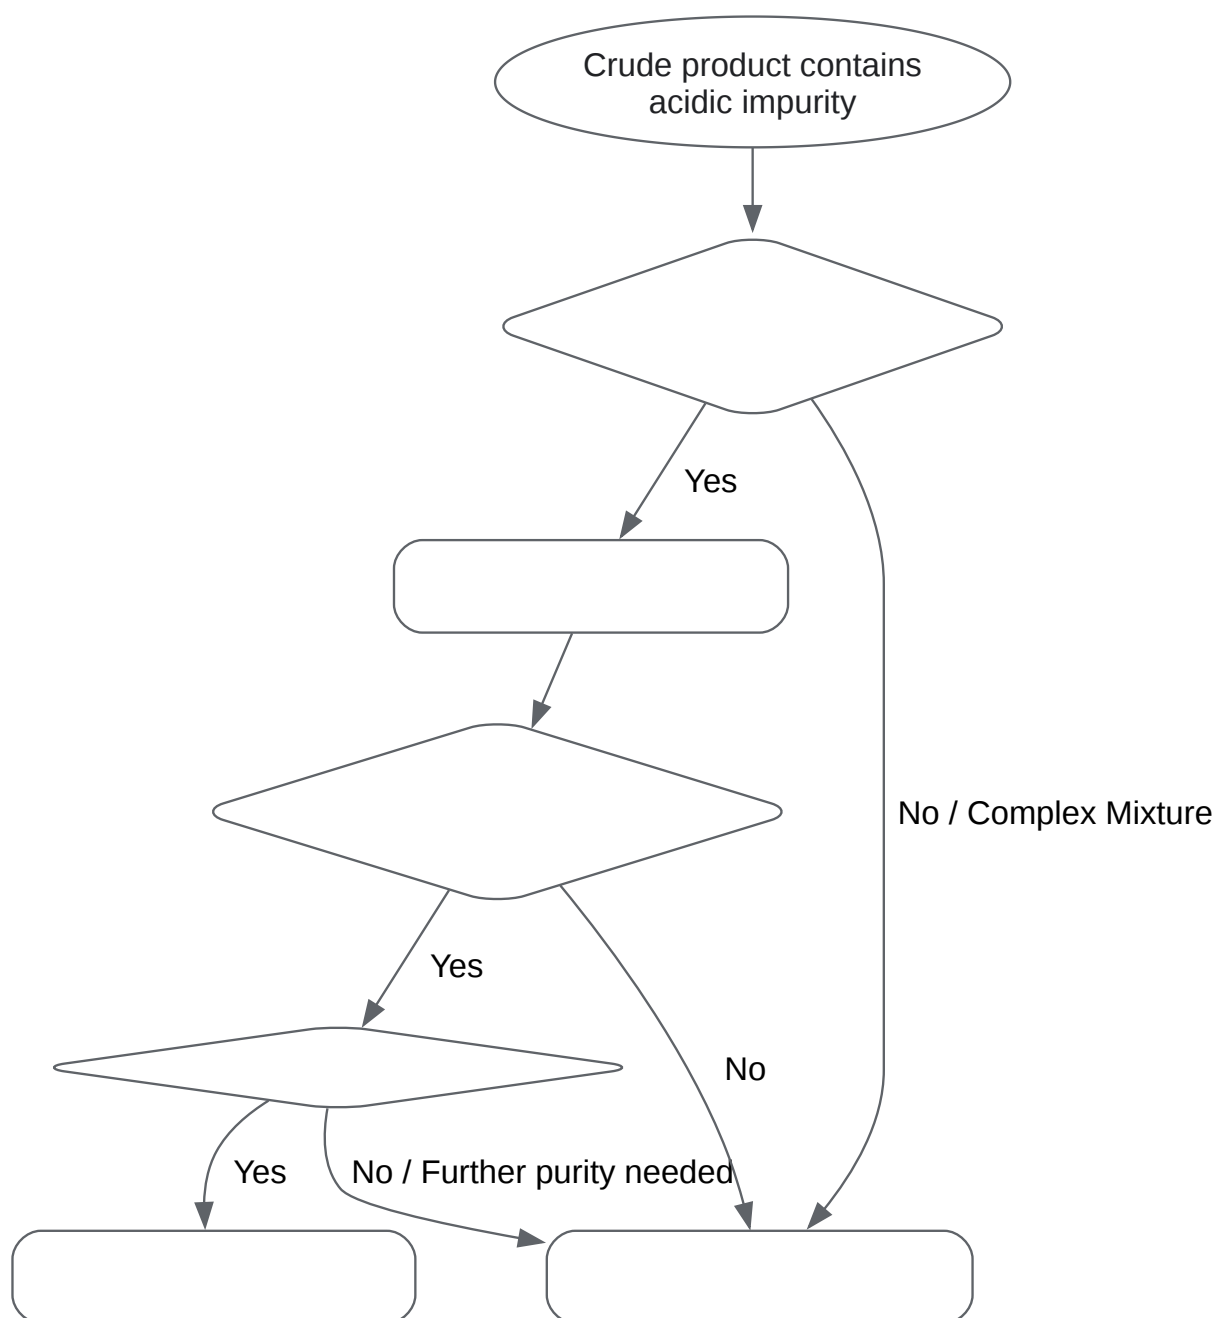 Crude product contains
acidic impurity
Yes
No / Complex Mixture
Yes
No
Yes
No / Further purity needed